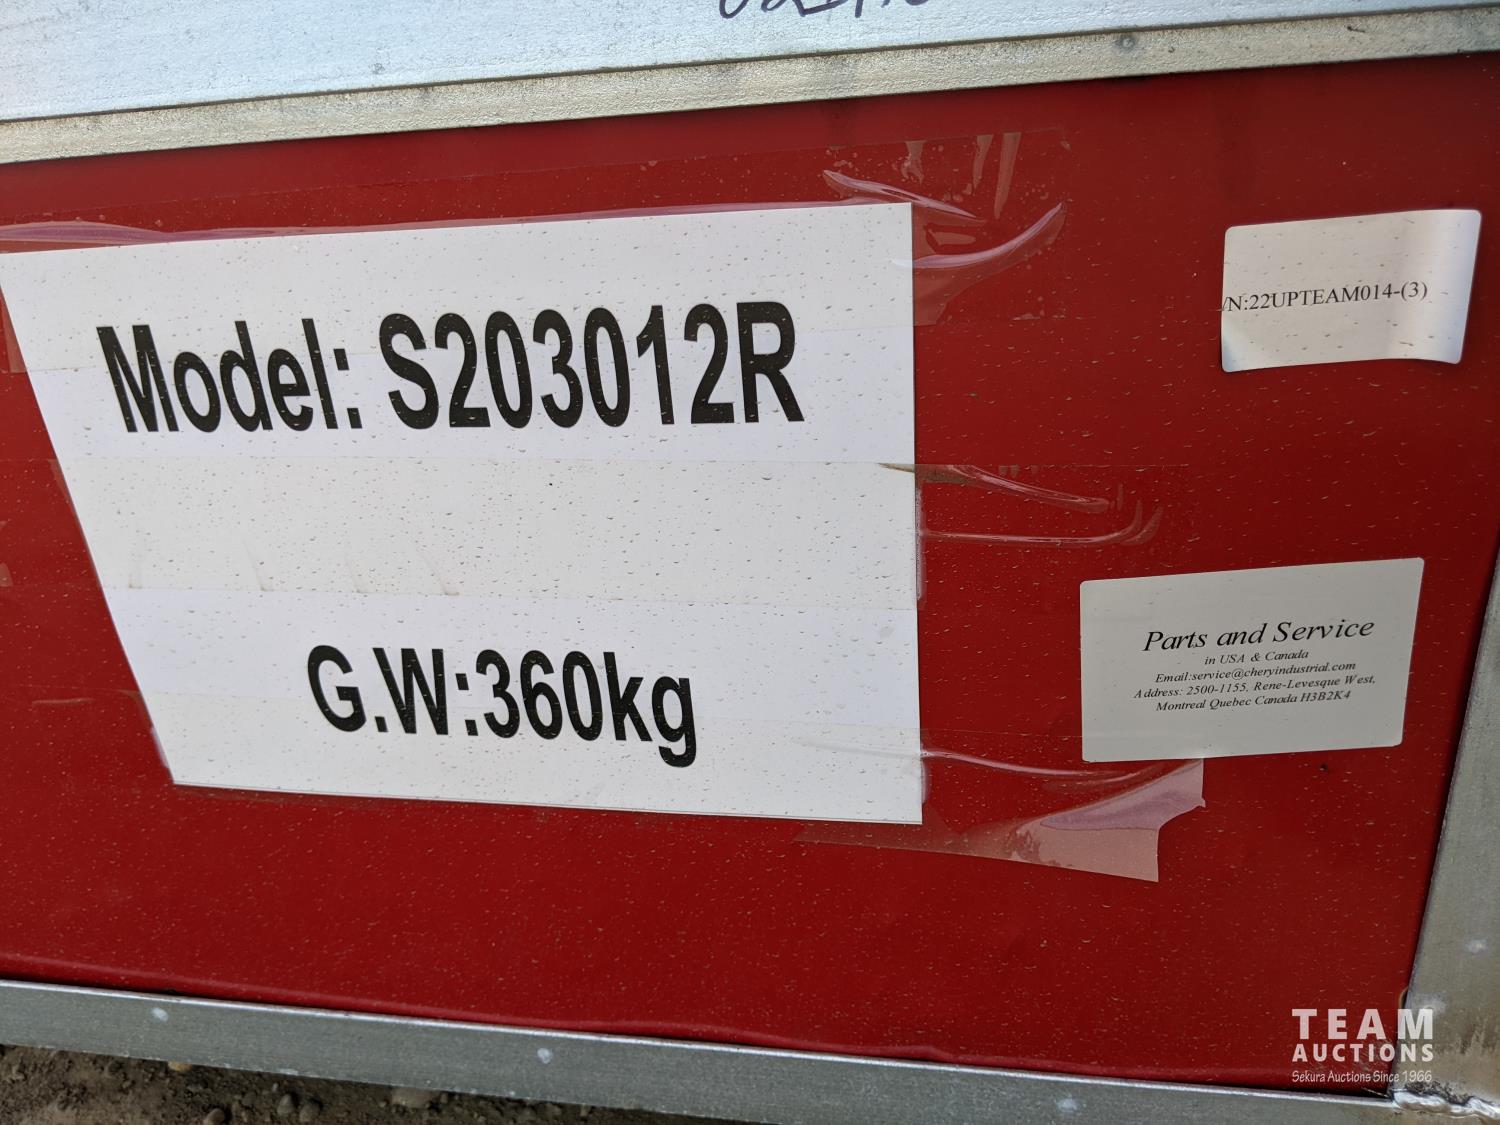 Model: S203012R
/N:22UPTEAM014-(3)
G.W:360kg
Parts and Service
in USA & Canada
Email:service@cheryindustrial.com
Address: 2500-1155, Rene-Levesque West,
Montreal Quebec Canada H3B2K4
TEAM
AUCTIONS
Sekura Auctions Since 1966